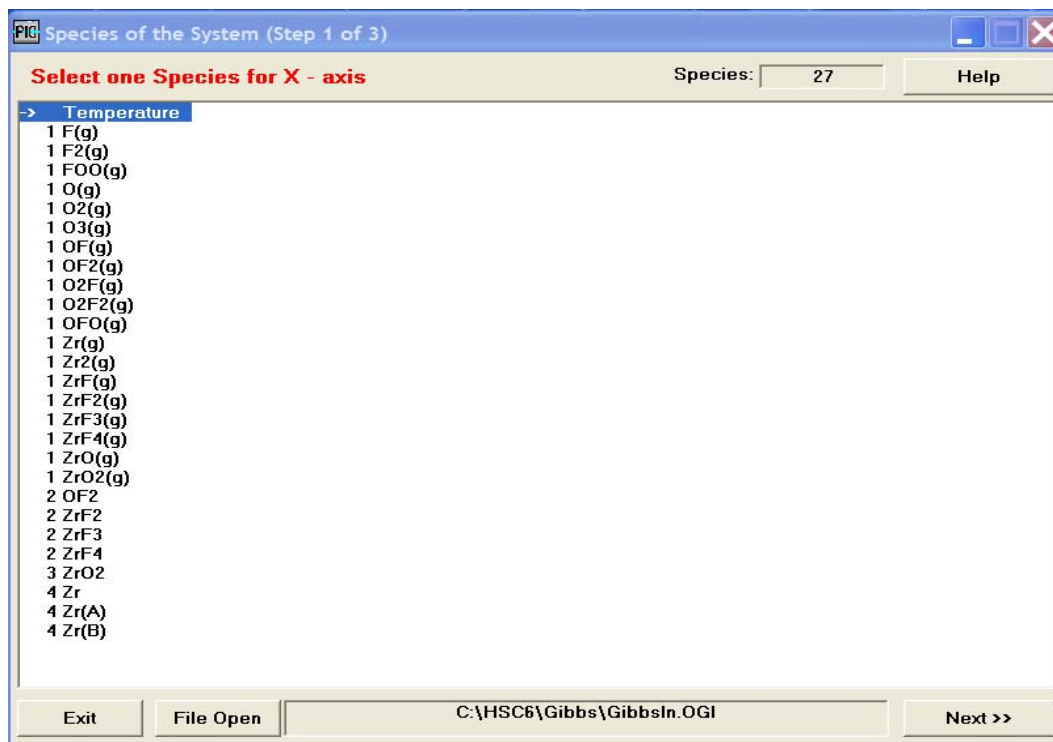 PIC Species of the System (Step 1 of 3)
Select one Species for X - axis Species: 27 Help
-> Temperature
1 F(g)
1 F2(g)
1 FOO(g)
1 O(g)
1 O2(g)
1 O3(g)
1 OF(g)
1 OF2(g)
1 O2F(g)
1 O2F2(g)
1 OFO(g)
1 Zr(g)
1 Zr2(g)
1 ZrF(g)
1 ZrF2(g)
1 ZrF3(g)
1 ZrF4(g)
1 ZrO(g)
1 ZrO2(g)
2 OF2
2 ZrF2
2 ZrF3
2 ZrF4
3 ZrO2
4 Zr
4 Zr(A)
4 Zr(B)
Exit File Open C:\HSC6\Gibbs\GibbsIn.OGI Next >>